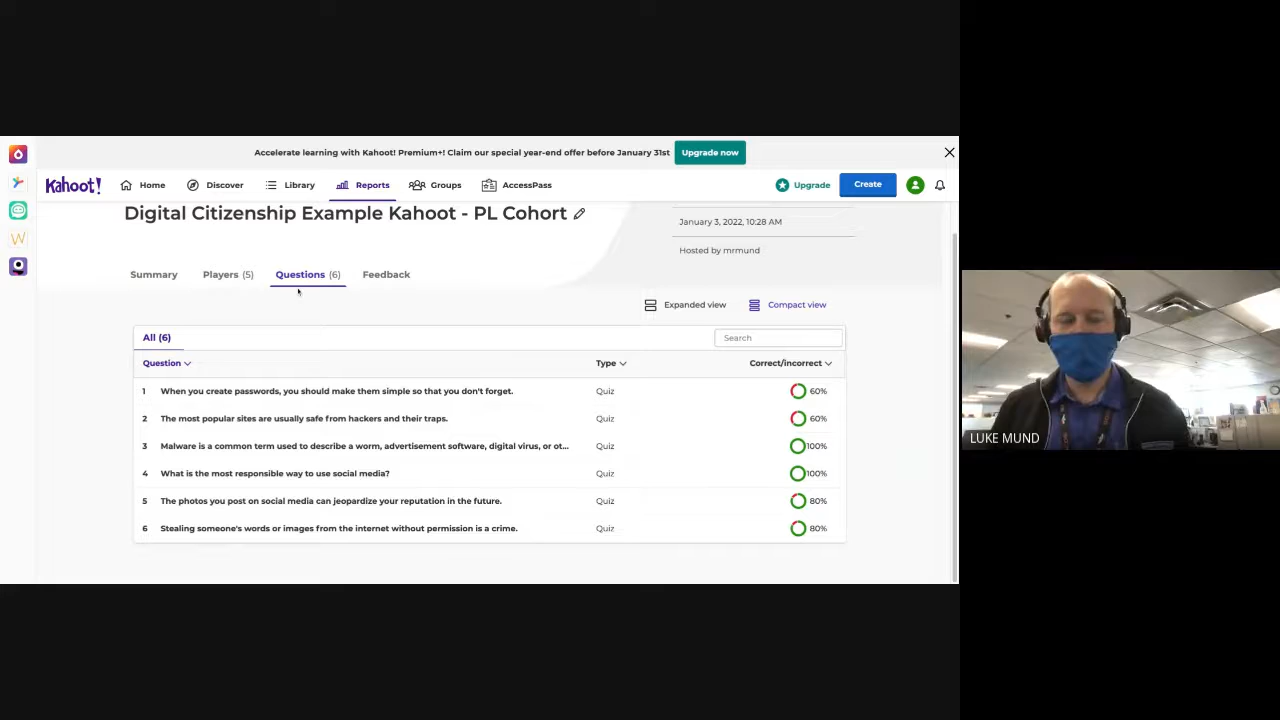 Accelerate learning with Kahoot! Premium+! Claim our special year-end offer before January 31st Upgrade now
Kahoot! Home Discover Library Reports Groups AccessPass Upgrade Create
Digital Citizenship Example Kahoot - PL Cohort
January 3, 2022, 10:28 AM
Hosted by mrmund
Summary Players (5) Questions (6) Feedback
Expanded view Compact view
All (6) Search
Question Type Correct/incorrect
1 When you create passwords, you should make them simple so that you don't forget. Quiz 60%
2 The most popular sites are usually safe from hackers and their traps. Quiz 60%
3 Malware is a common term used to describe a worm, advertisement software, digital virus, or ot... Quiz 100%
4 What is the most responsible way to use social media? Quiz 100%
5 The photos you post on social media can jeopardize your reputation in the future. Quiz 80%
6 Stealing someone's words or images from the internet without permission is a crime. Quiz 80%
W
LUKE MUND